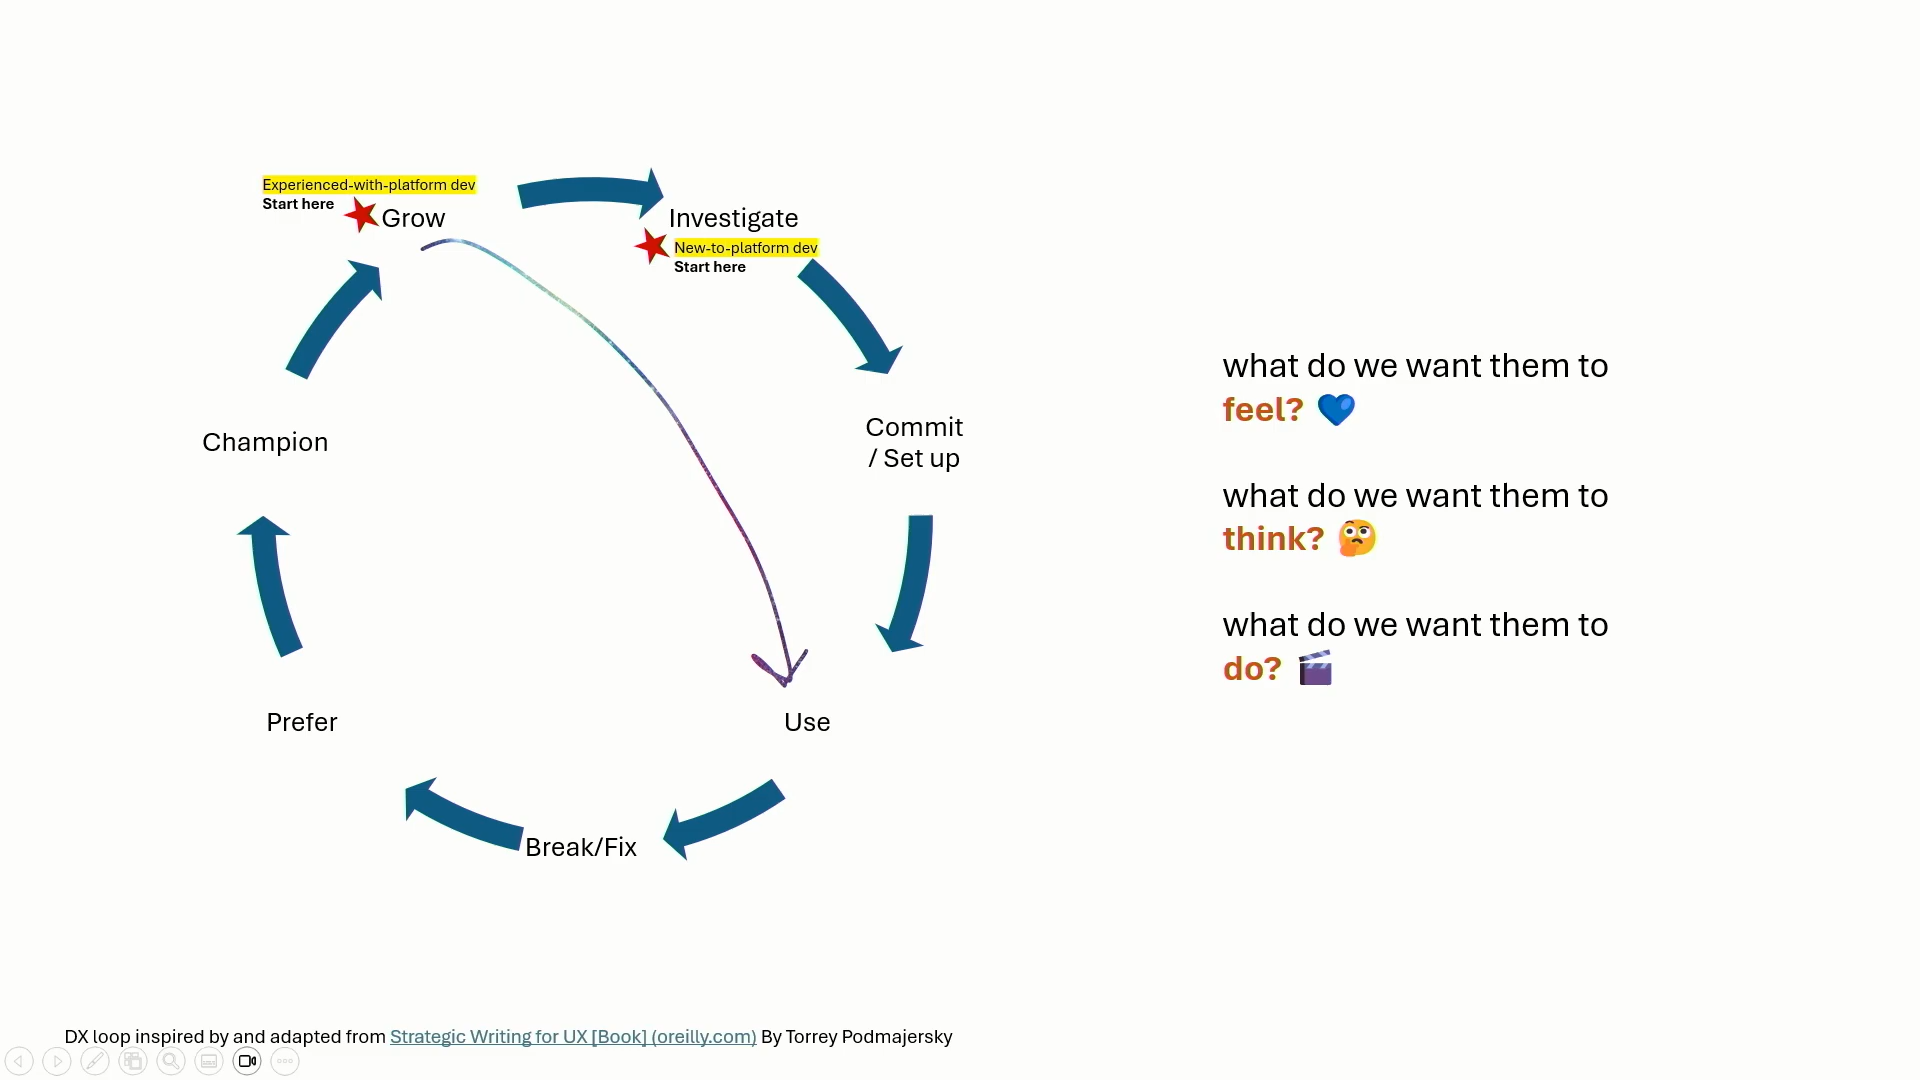 Experienced-with-platform dev
Start here
Grow
Investigate
New-to-platform dev
Start here
Commit
/ Set up
Use
Break/Fix
Prefer
Champion
what do we want them to
feel? 💙
what do we want them to
think? 🤔
what do we want them to
do? 🎬
DX loop inspired by and adapted from Strategic Writing for UX [Book] (oreilly.com) By Torrey Podmajersky